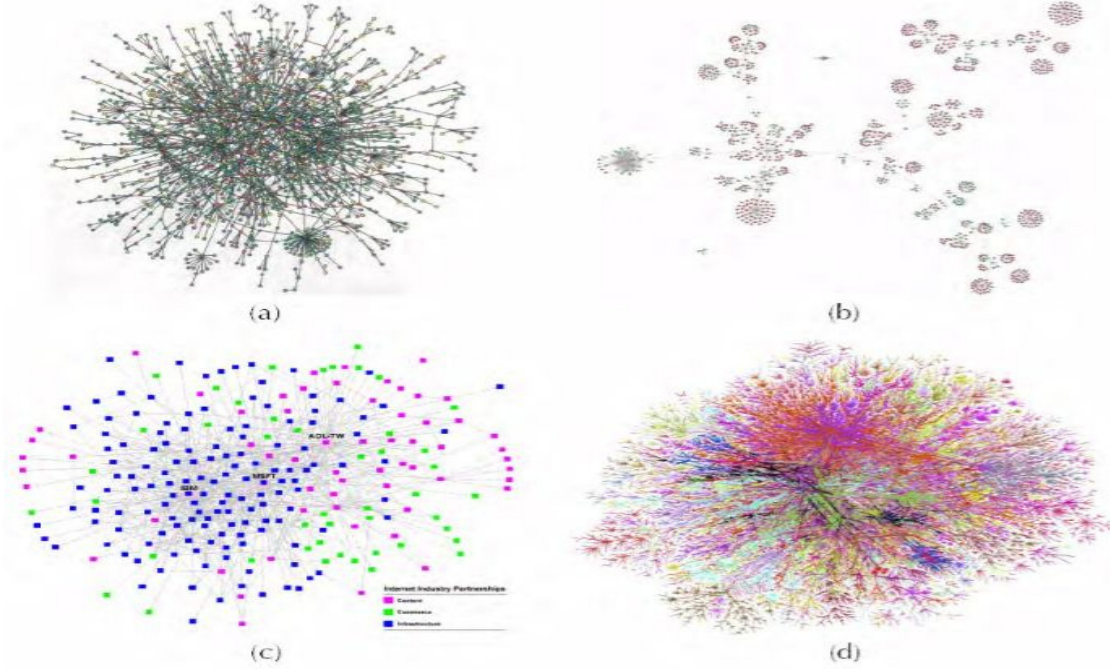 (a)
(b)
AOL-TW
MSFT
IBM
Internet Industry Partnerships
Content
Commerce
Infrastructure
(c)
(d)